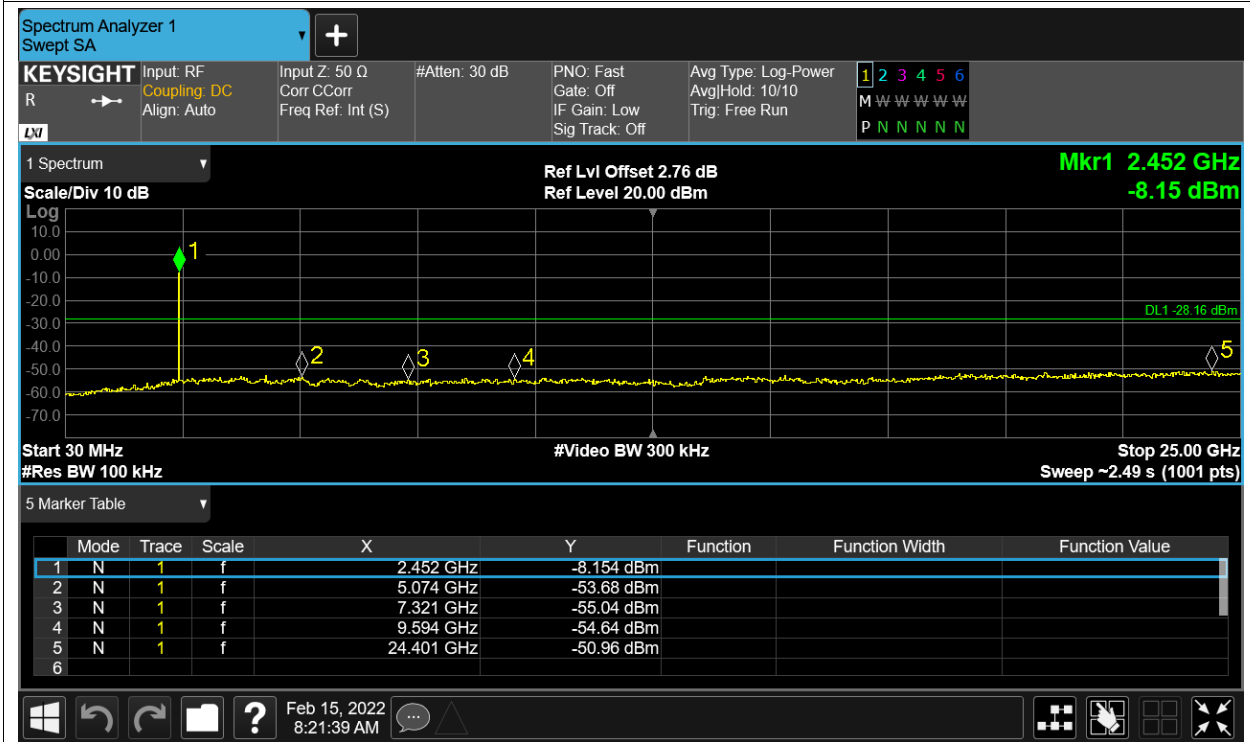 Spectrum Analyzer 1
Swept SA
+
KEYSIGHT
R
LXI
Input: RF
Coupling: DC
Align: Auto
Input Z: 50 Ω
Corr CCorr
Freq Ref: Int (S)
#Atten: 30 dB
PNO: Fast
Gate: Off
IF Gain: Low
Sig Track: Off
Avg Type: Log-Power
Avg|Hold: 10/10
Trig: Free Run
1 2 3 4 5 6
M W W W W W
P N N N N N
1 Spectrum
Scale/Div 10 dB
Ref Lvl Offset 2.76 dB
Ref Level 20.00 dBm
Mkr1 2.452 GHz
-8.15 dBm
Log
10.0
0.00
-10.0
-20.0
-30.0
-40.0
-50.0
-60.0
-70.0
1
2
3
4
5
DL1 -28.16 dBm
Start 30 MHz
#Res BW 100 kHz
#Video BW 300 kHz
Stop 25.00 GHz
Sweep ~2.49 s (1001 pts)
5 Marker Table
Mode Trace Scale X Y Function Function Width Function Value
1 N 1 f 2.452 GHz -8.154 dBm
2 N 1 f 5.074 GHz -53.68 dBm
3 N 1 f 7.321 GHz -55.04 dBm
4 N 1 f 9.594 GHz -54.64 dBm
5 N 1 f 24.401 GHz -50.96 dBm
6
?
Feb 15, 2022
8:21:39 AM